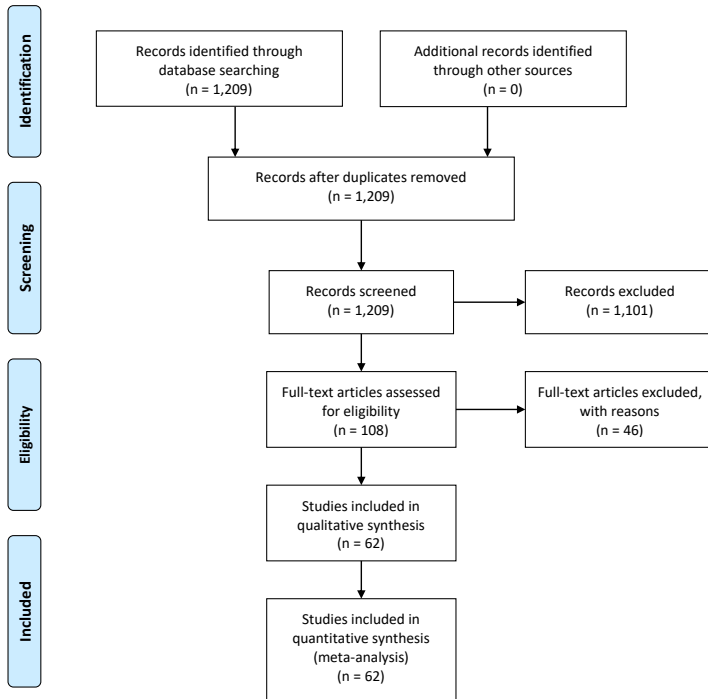 Identification
Records identified through
database searching
(n = 1,209)
Additional records identified
through other sources
(n = 0)
Records after duplicates removed
(n = 1,209)
Screening
Records screened
(n = 1,209)
Records excluded
(n = 1,101)
Eligibility
Full-text articles assessed
for eligibility
(n = 108)
Full-text articles excluded,
with reasons
(n = 46)
Studies included in
qualitative synthesis
(n = 62)
Included
Studies included in
quantitative synthesis
(meta-analysis)
(n = 62)